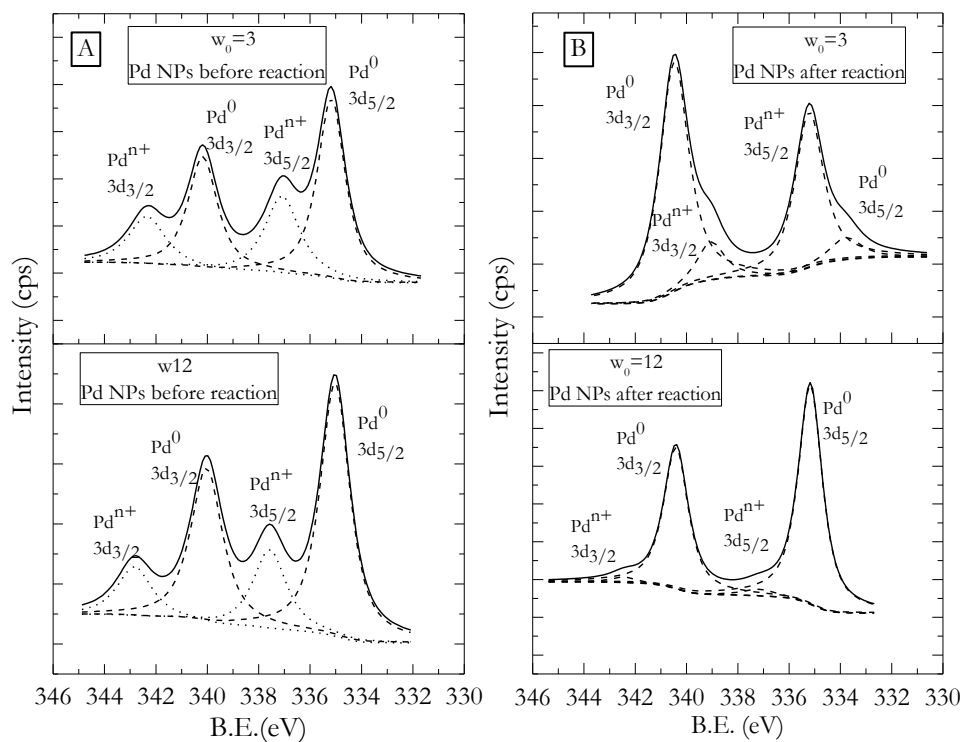 A
w₀=3
Pd NPs before reaction
Pd⁰
3d5/2
Pd⁰
3d3/2
Pdⁿ⁺
3d5/2
Pdⁿ⁺
3d3/2
w12
Pd NPs before reaction
Pd⁰
3d5/2
Pd⁰
3d3/2
Pdⁿ⁺
3d5/2
Pdⁿ⁺
3d3/2
Intensity (cps)
346 344 342 340 338 336 334 332 330
B.E.(eV)
B
w₀=3
Pd NPs after reaction
Pd⁰
3d3/2
Pdⁿ⁺
3d5/2
Pd⁰
3d5/2
Pdⁿ⁺
3d3/2
w₀=12
Pd NPs after reaction
Pd⁰
3d5/2
Pd⁰
3d3/2
Pdⁿ⁺
3d5/2
Pdⁿ⁺
3d3/2
Intensity (cps)
346 344 342 340 338 336 334 332 330
B.E. (eV)